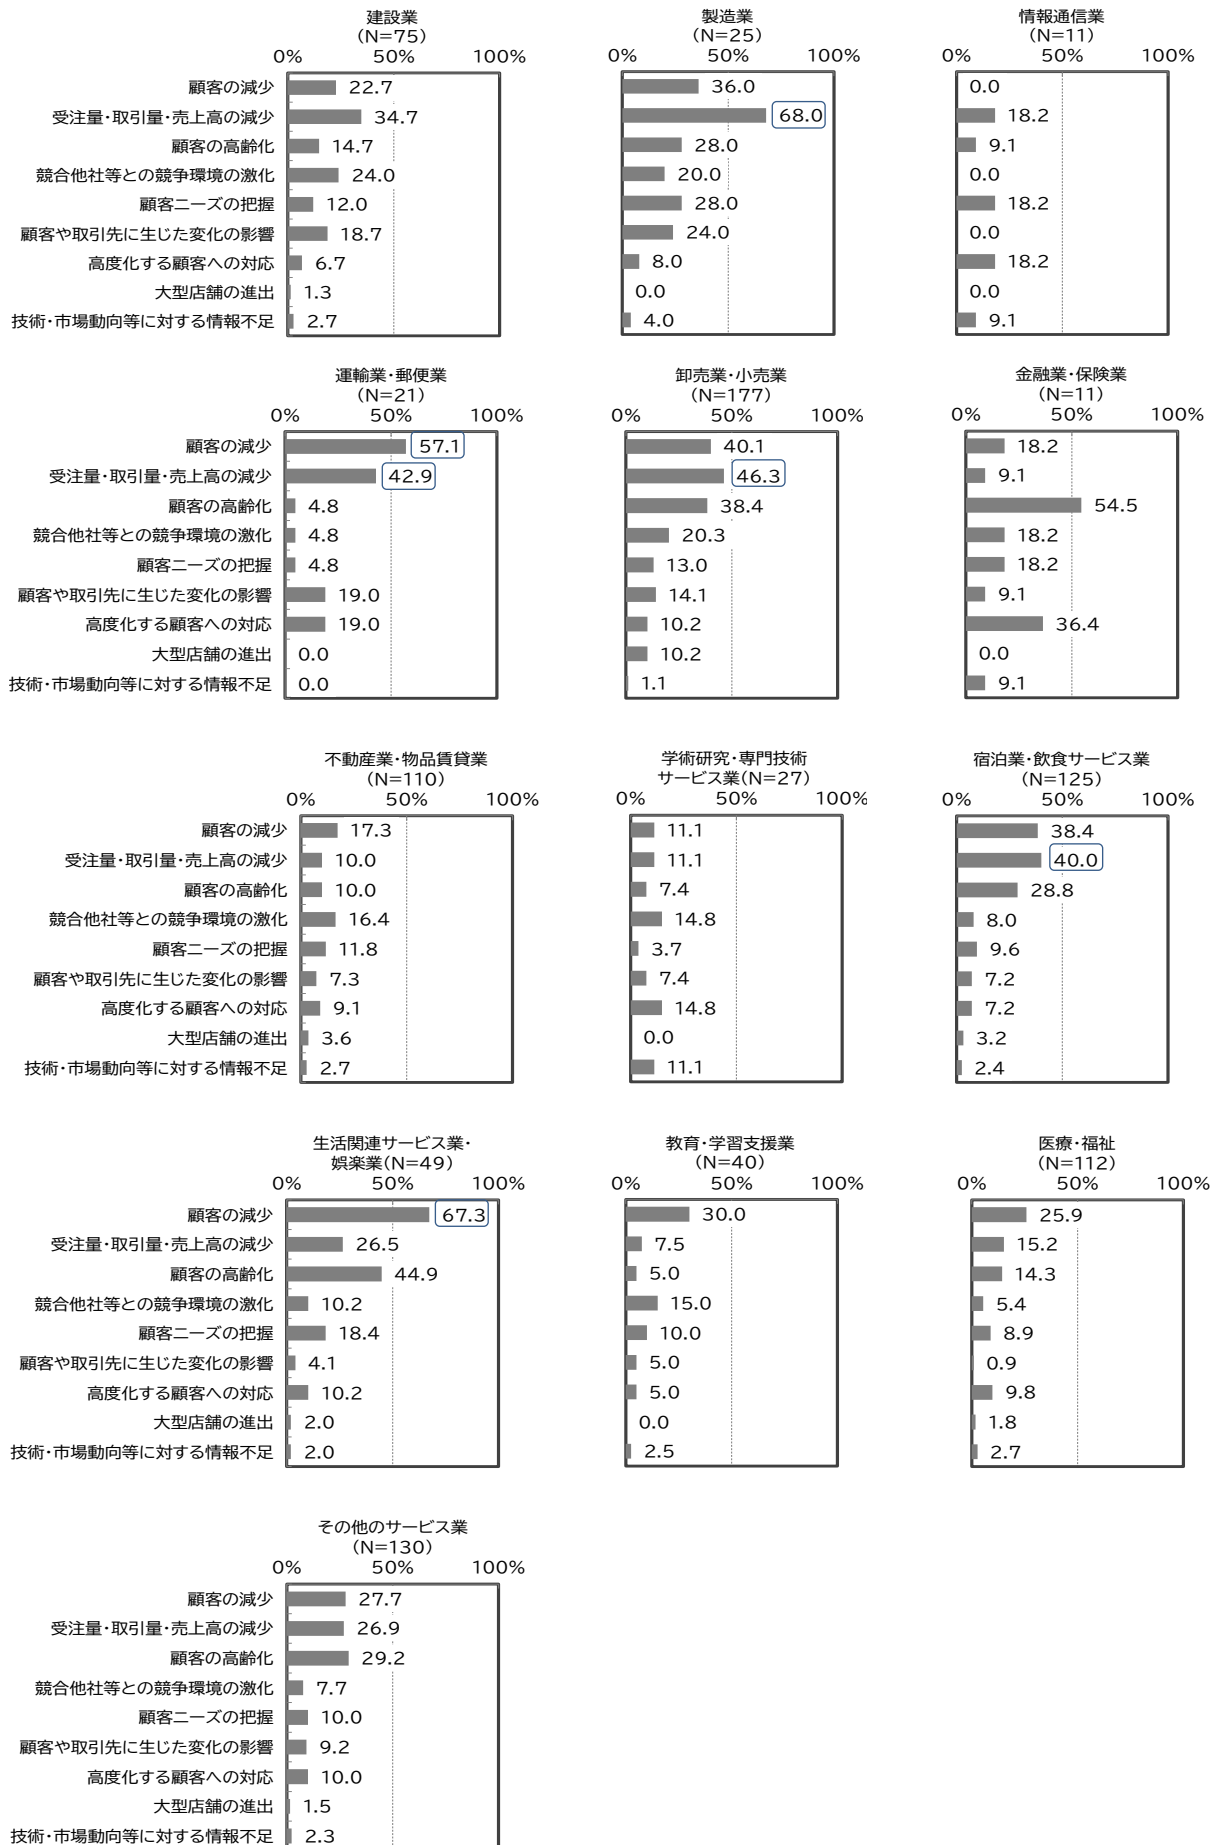 建設業
（N=75）
0% 50% 100%
顧客の減少 22.7
受注量・取引量・売上高の減少 34.7
顧客の高齢化 14.7
競合他社等との競争環境の激化 24.0
顧客ニーズの把握 12.0
顧客や取引先に生じた変化の影響 18.7
高度化する顧客への対応 6.7
大型店舗の進出 1.3
技術・市場動向等に対する情報不足 2.7
製造業
（N=25）
0% 50% 100%
36.0
68.0
28.0
20.0
28.0
24.0
8.0
0.0
4.0
情報通信業
（N=11）
0% 50% 100%
0.0
18.2
9.1
0.0
18.2
0.0
18.2
0.0
9.1
運輸業・郵便業
（N=21）
0% 50% 100%
顧客の減少 57.1
受注量・取引量・売上高の減少 42.9
顧客の高齢化 4.8
競合他社等との競争環境の激化 4.8
顧客ニーズの把握 4.8
顧客や取引先に生じた変化の影響 19.0
高度化する顧客への対応 19.0
大型店舗の進出 0.0
技術・市場動向等に対する情報不足 0.0
卸売業・小売業
（N=177）
0% 50% 100%
40.1
46.3
38.4
20.3
13.0
14.1
10.2
10.2
1.1
金融業・保険業
（N=11）
0% 50% 100%
18.2
9.1
54.5
18.2
18.2
9.1
36.4
0.0
9.1
不動産業・物品賃貸業
（N=110）
0% 50% 100%
顧客の減少 17.3
受注量・取引量・売上高の減少 10.0
顧客の高齢化 10.0
競合他社等との競争環境の激化 16.4
顧客ニーズの把握 11.8
顧客や取引先に生じた変化の影響 7.3
高度化する顧客への対応 9.1
大型店舗の進出 3.6
技術・市場動向等に対する情報不足 2.7
学術研究・専門技術
サービス業（N=27）
0% 50% 100%
11.1
11.1
7.4
14.8
3.7
7.4
14.8
0.0
11.1
宿泊業・飲食サービス業
（N=125）
0% 50% 100%
38.4
40.0
28.8
8.0
9.6
7.2
7.2
3.2
2.4
生活関連サービス業・
娯楽業（N=49）
0% 50% 100%
顧客の減少 67.3
受注量・取引量・売上高の減少 26.5
顧客の高齢化 44.9
競合他社等との競争環境の激化 10.2
顧客ニーズの把握 18.4
顧客や取引先に生じた変化の影響 4.1
高度化する顧客への対応 10.2
大型店舗の進出 2.0
技術・市場動向等に対する情報不足 2.0
教育・学習支援業
（N=40）
0% 50% 100%
30.0
7.5
5.0
15.0
10.0
5.0
5.0
0.0
2.5
医療・福祉
（N=112）
0% 50% 100%
25.9
15.2
14.3
5.4
8.9
0.9
9.8
1.8
2.7
その他のサービス業
（N=130）
0% 50% 100%
顧客の減少 27.7
受注量・取引量・売上高の減少 26.9
顧客の高齢化 29.2
競合他社等との競争環境の激化 7.7
顧客ニーズの把握 10.0
顧客や取引先に生じた変化の影響 9.2
高度化する顧客への対応 10.0
大型店舗の進出 1.5
技術・市場動向等に対する情報不足 2.3